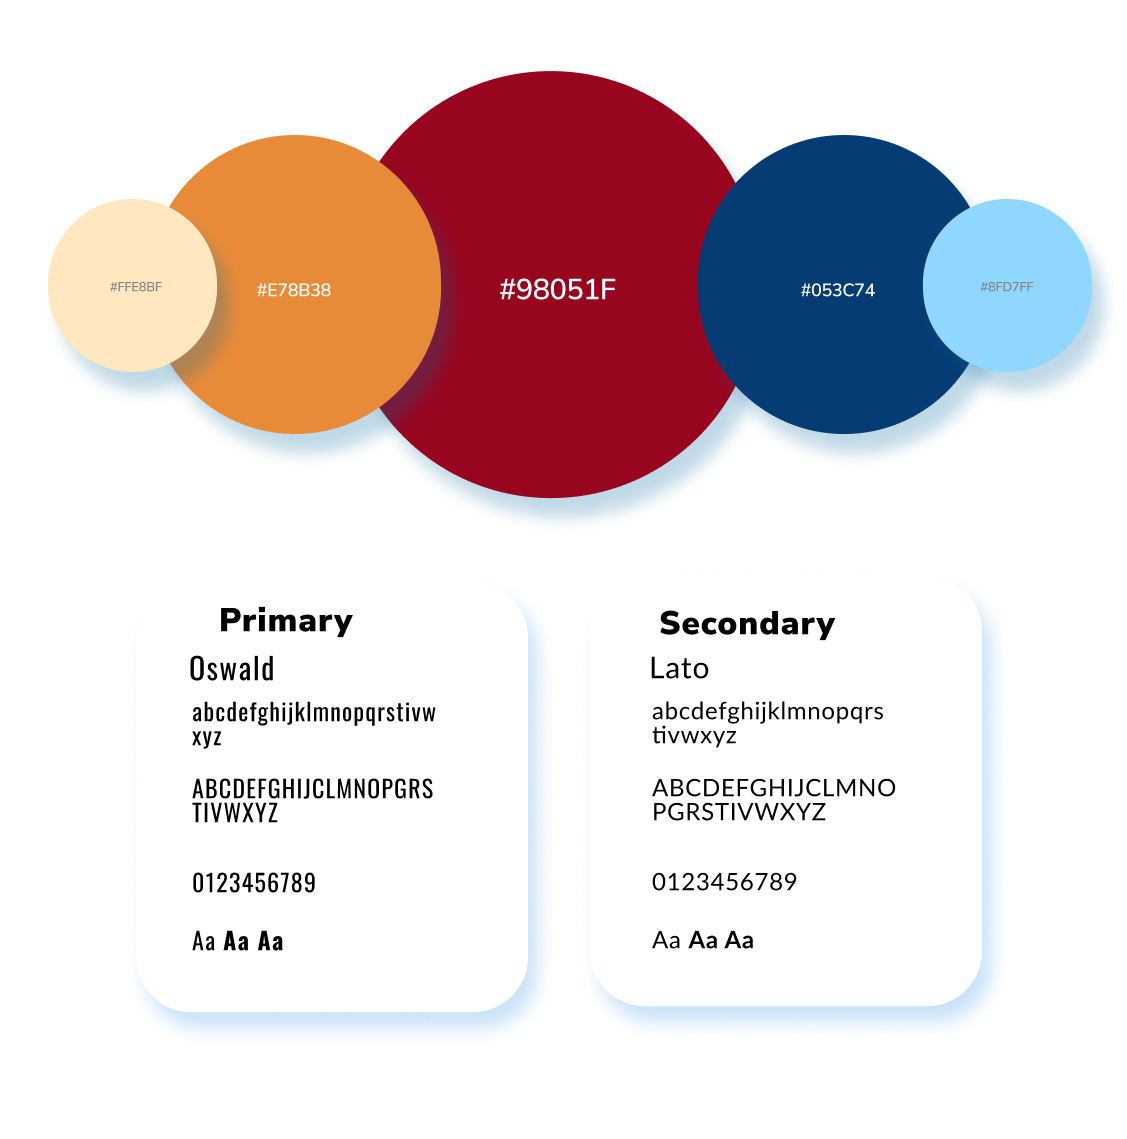 #FFE8BF
#E78B38
#98051F
#053C74
#8FD7FF
Primary
Oswald
abcdefghijklmnopqrstivw
xyz
ABCDEFGHIJCLMNOPGRS
TIVWXYZ
0123456789
Aa Aa Aa
Secondary
Lato
abcdefghijklmnopqrs
tivwxyz
ABCDEFGHIJCLMNO
PGRSTIVWXYZ
0123456789
Aa Aa Aa